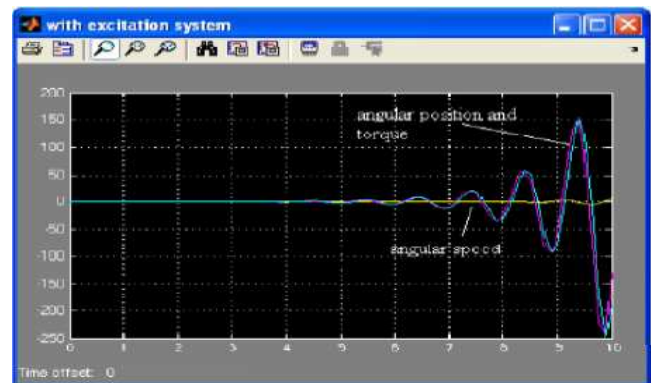 with excitation system
200
150
100
50
0
-50
-100
-150
-200
-250
0 1 2 3 4 5 6 7 8 9 10
angular position and
torque
angular speed
Time offset: 0